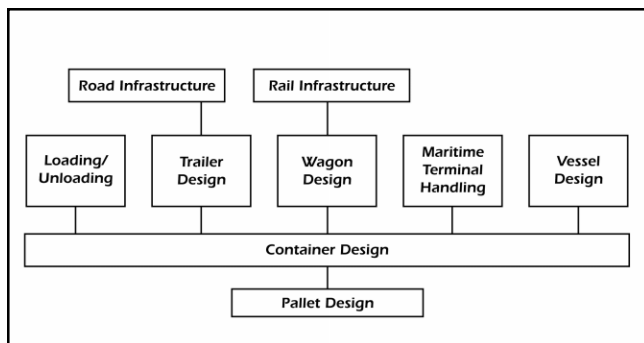 Road Infrastructure
Rail Infrastructure
Loading/
Unloading
Trailer
Design
Wagon
Design
Maritime
Terminal
Handling
Vessel
Design
Container Design
Pallet Design